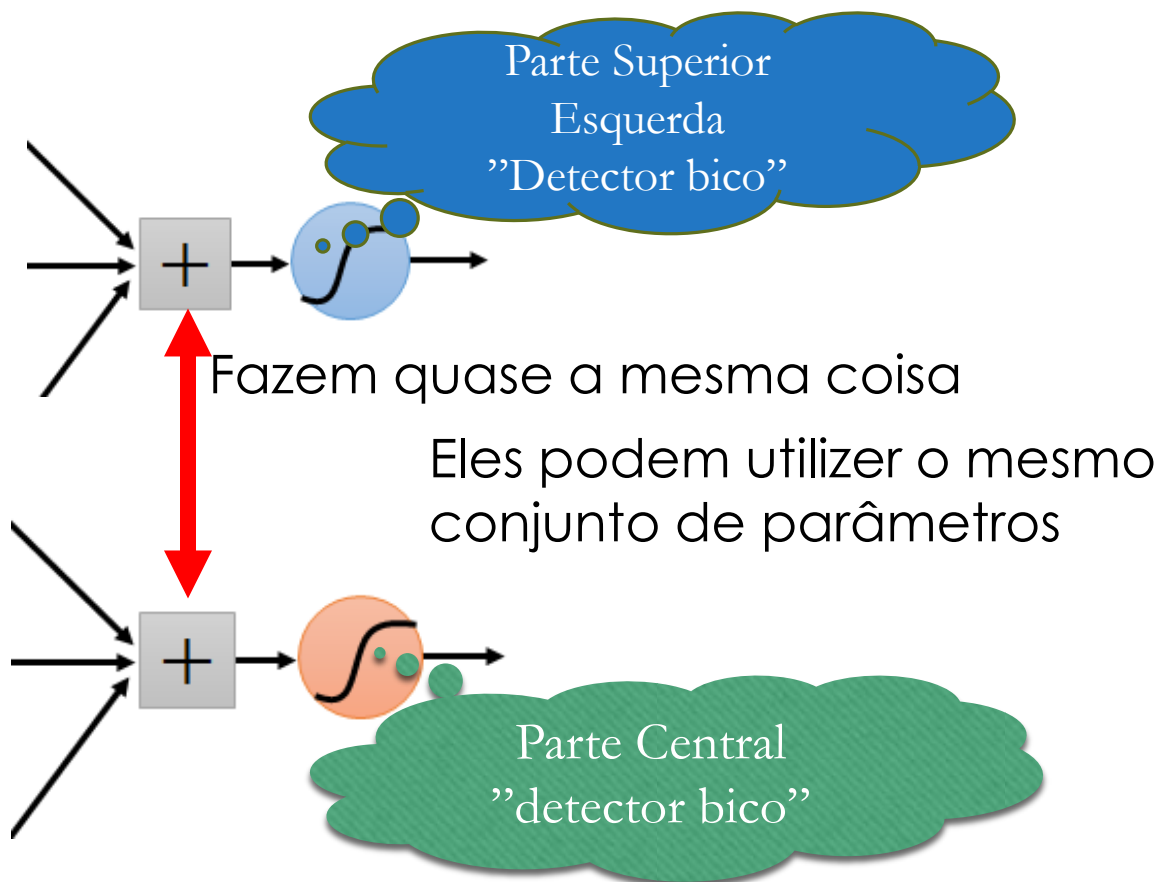 Parte Superior
Esquerda
”Detector bico”
+
Fazem quase a mesma coisa
Eles podem utilizer o mesmo
conjunto de parâmetros
+
Parte Central
”detector bico”